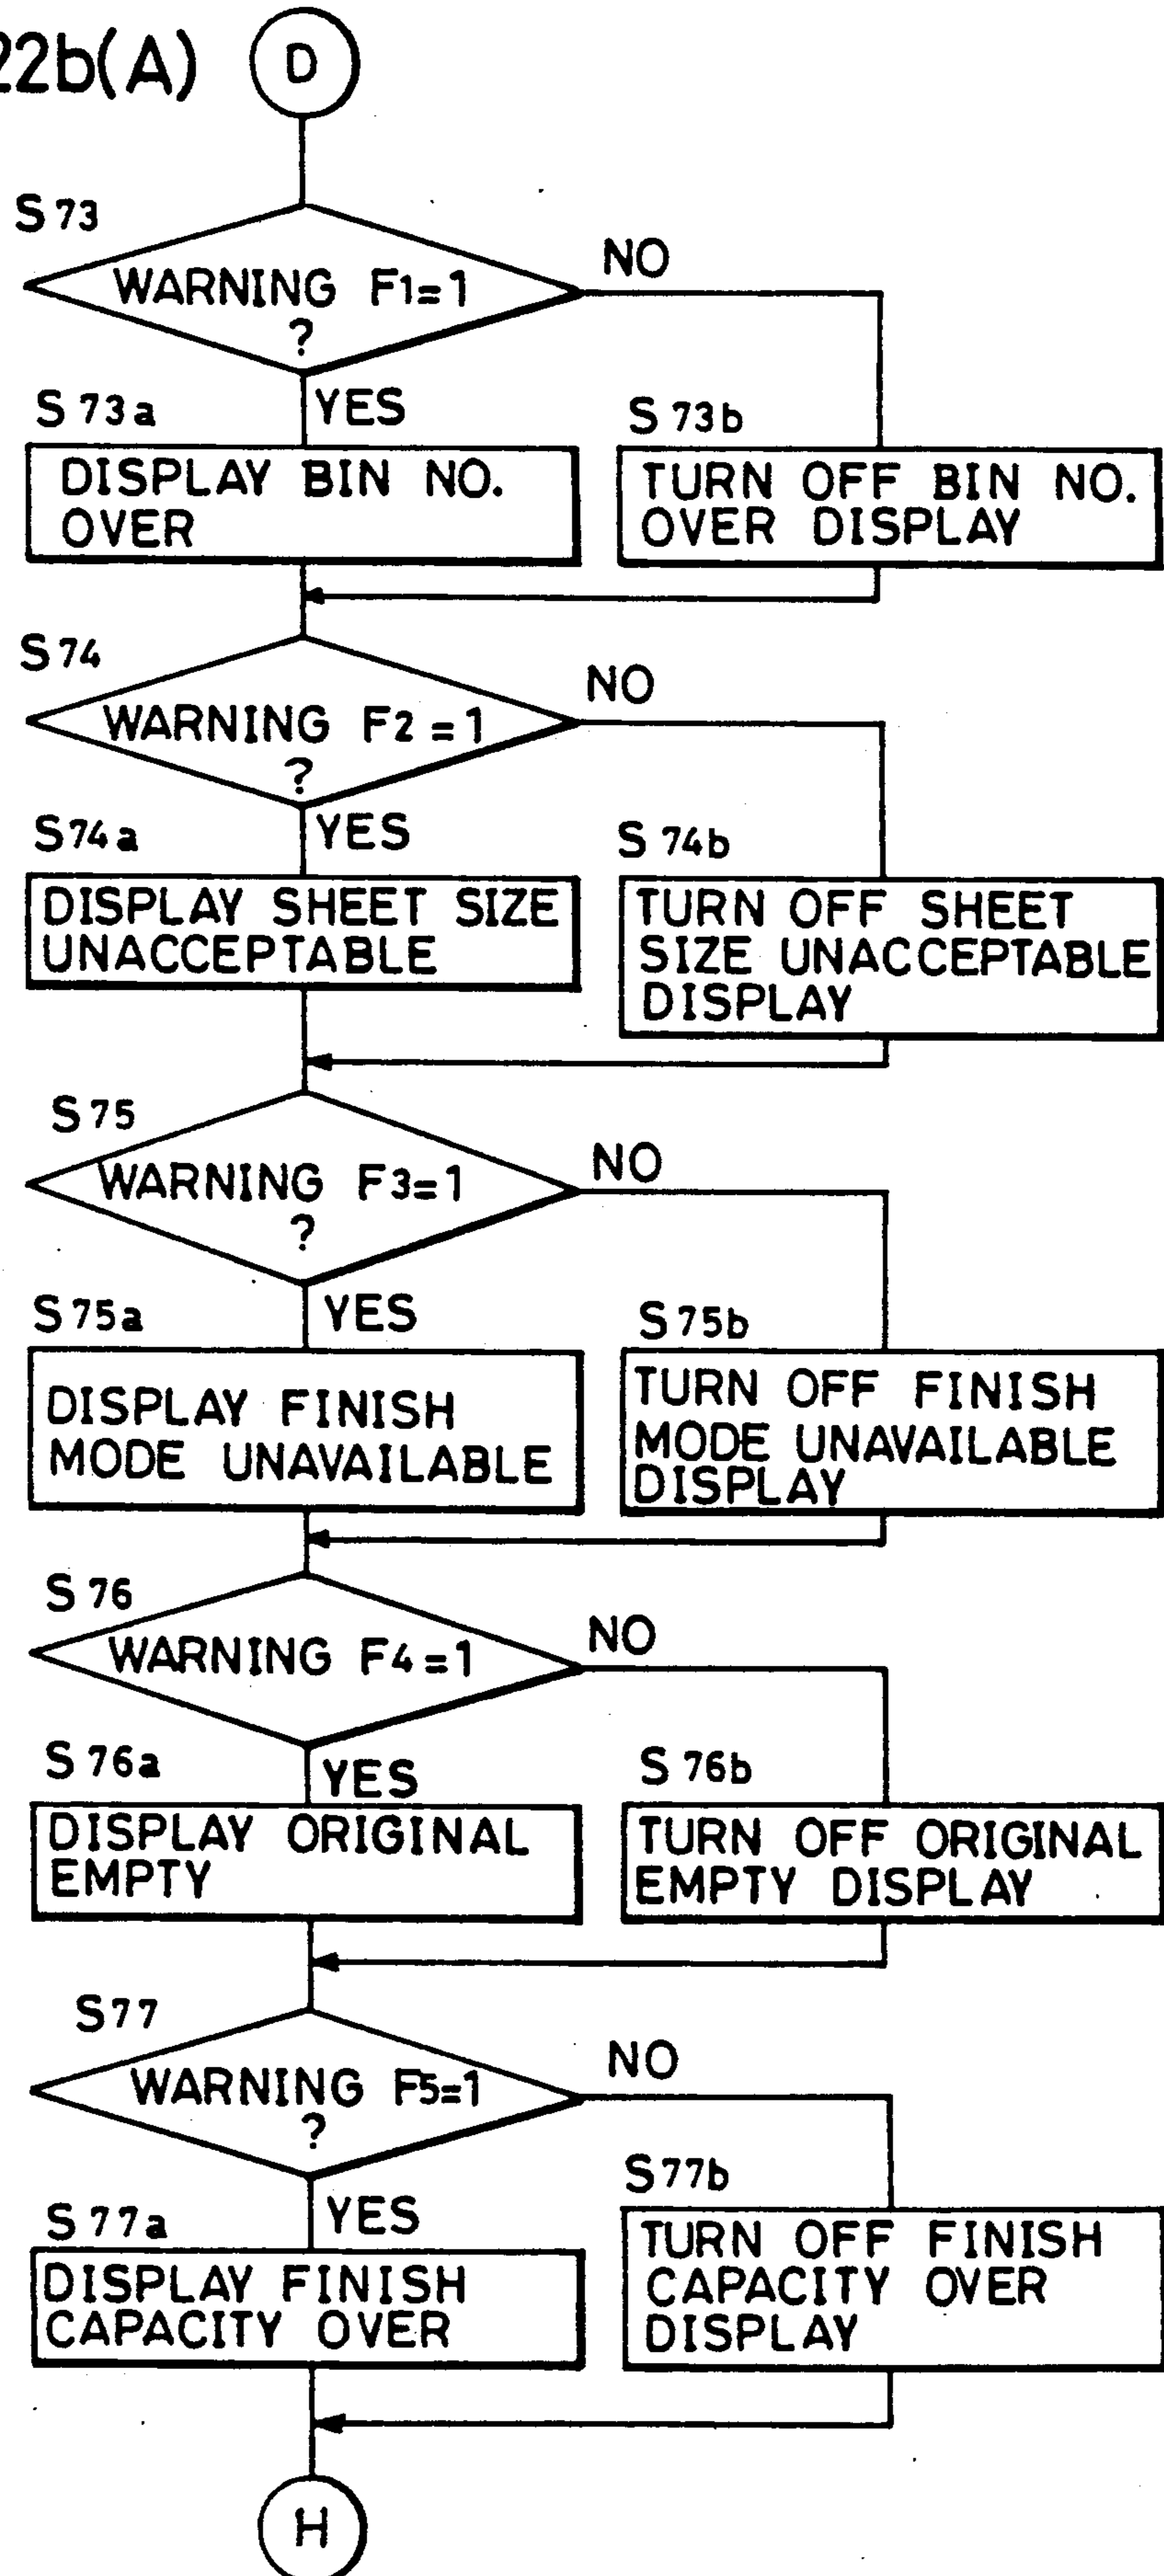 22b(A)
D
S73
WARNING F1=1
?
NO
YES
S73a
DISPLAY BIN NO.
OVER
S73b
TURN OFF BIN NO.
OVER DISPLAY
S74
WARNING F2=1
?
NO
YES
S74a
DISPLAY SHEET SIZE
UNACCEPTABLE
S74b
TURN OFF SHEET
SIZE UNACCEPTABLE
DISPLAY
S75
WARNING F3=1
?
NO
YES
S75a
DISPLAY FINISH
MODE UNAVAILABLE
S75b
TURN OFF FINISH
MODE UNAVAILABLE
DISPLAY
S76
WARNING F4=1
NO
YES
S76a
DISPLAY ORIGINAL
EMPTY
S76b
TURN OFF ORIGINAL
EMPTY DISPLAY
S77
WARNING F5=1
?
NO
YES
S77a
DISPLAY FINISH
CAPACITY OVER
S77b
TURN OFF FINISH
CAPACITY OVER
DISPLAY
H